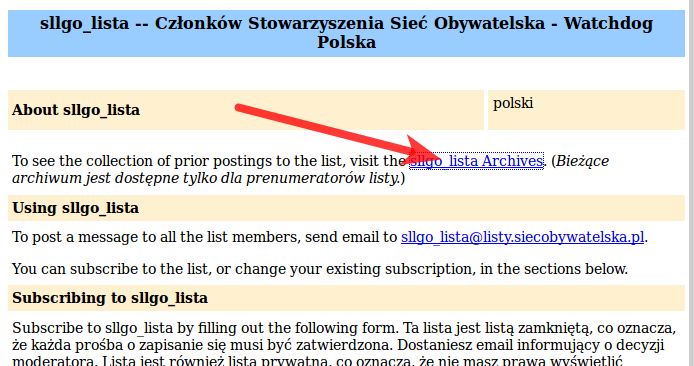 sllgo_lista -- Członków Stowarzyszenia Sieć Obywatelska - Watchdog
Polska
About sllgo_lista
polski
To see the collection of prior postings to the list, visit the sllgo_lista Archives. (Bieżące
archiwum jest dostępne tylko dla prenumeratorów listy.)
Using sllgo_lista
To post a message to all the list members, send email to sllgo_lista@listy.siecobywatelska.pl.
You can subscribe to the list, or change your existing subscription, in the sections below.
Subscribing to sllgo_lista
Subscribe to sllgo_lista by filling out the following form. Ta lista jest listą zamkniętą, co oznacza,
że każda prośba o zapisanie się musi być zatwierdzona. Dostaniesz email informujący o decyzji
moderatora. Lista jest również listą prywatną, co oznacza, że nie masz prawa wyświetlić